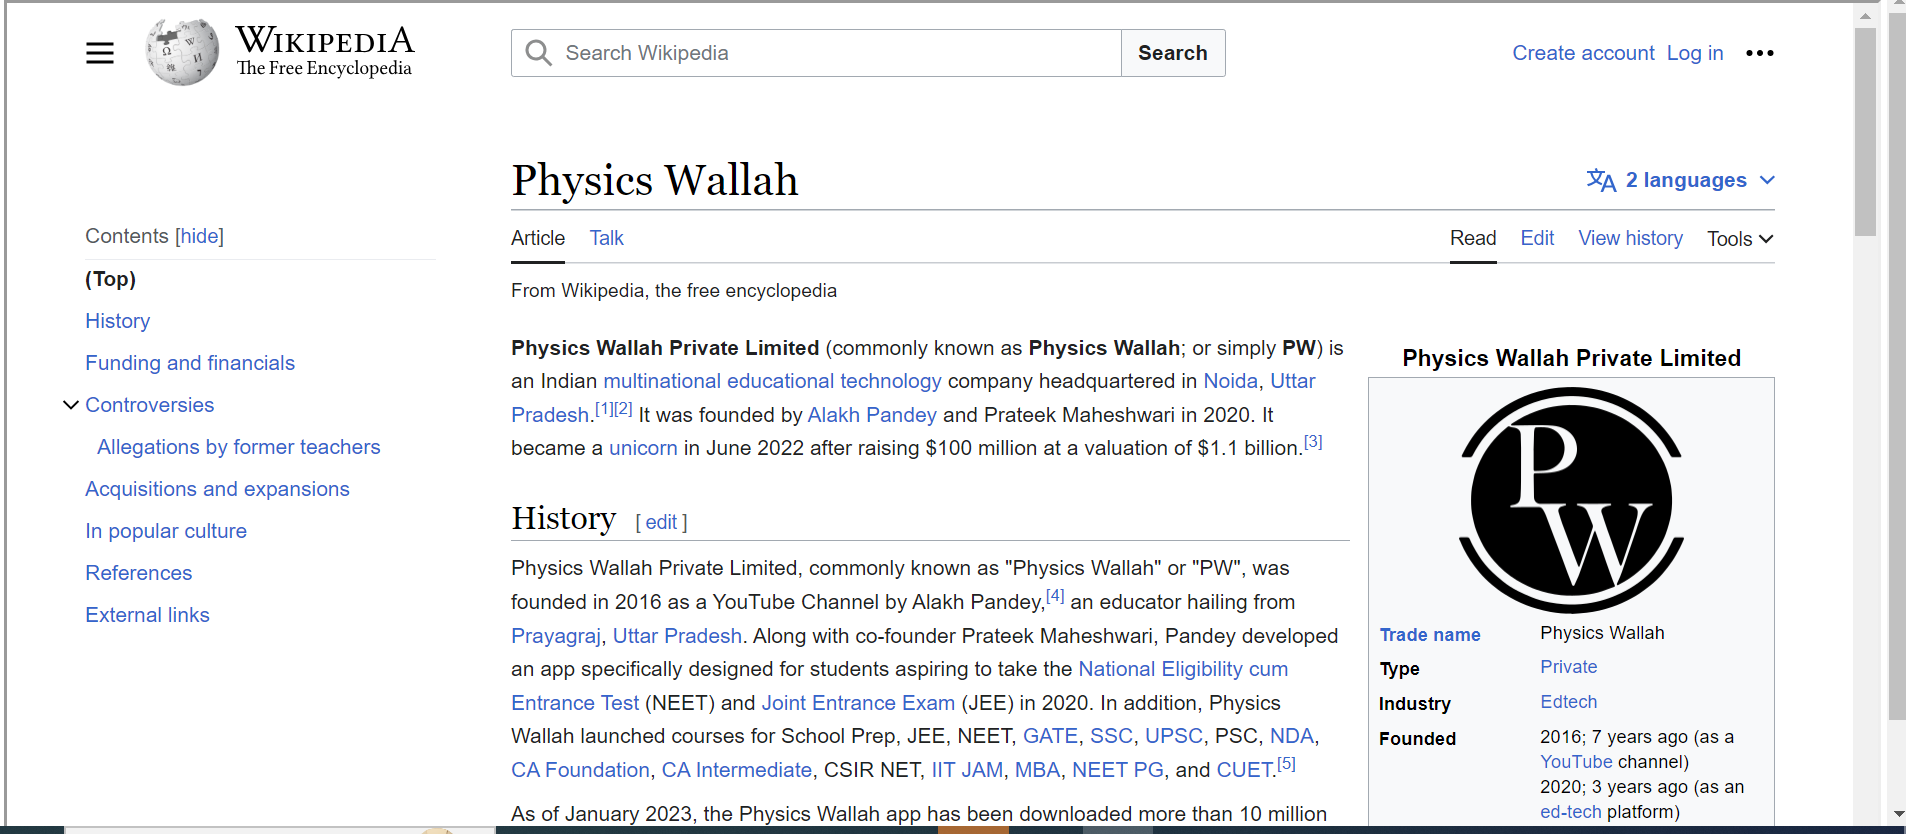 WIKIPEDIA
The Free Encyclopedia
Search Wikipedia
Search
Create account Log in
Physics Wallah
2 languages
Contents [hide]
(Top)
History
Funding and financials
Controversies
Allegations by former teachers
Acquisitions and expansions
In popular culture
References
External links
Article Talk
Read Edit View history Tools
From Wikipedia, the free encyclopedia
Physics Wallah Private Limited (commonly known as Physics Wallah; or simply PW) is
an Indian multinational educational technology company headquartered in Noida, Uttar
Pradesh.[1][2] It was founded by Alakh Pandey and Prateek Maheshwari in 2020. It
became a unicorn in June 2022 after raising $100 million at a valuation of $1.1 billion.[3]
History [ edit ]
Physics Wallah Private Limited, commonly known as "Physics Wallah" or "PW", was
founded in 2016 as a YouTube Channel by Alakh Pandey,[4] an educator hailing from
Prayagraj, Uttar Pradesh. Along with co-founder Prateek Maheshwari, Pandey developed
an app specifically designed for students aspiring to take the National Eligibility cum
Entrance Test (NEET) and Joint Entrance Exam (JEE) in 2020. In addition, Physics
Wallah launched courses for School Prep, JEE, NEET, GATE, SSC, UPSC, PSC, NDA,
CA Foundation, CA Intermediate, CSIR NET, IIT JAM, MBA, NEET PG, and CUET.[5]
As of January 2023, the Physics Wallah app has been downloaded more than 10 million
Physics Wallah Private Limited
P
W
Trade name Physics Wallah
Type Private
Industry Edtech
Founded 2016; 7 years ago (as a
YouTube channel)
2020; 3 years ago (as an
ed-tech platform)